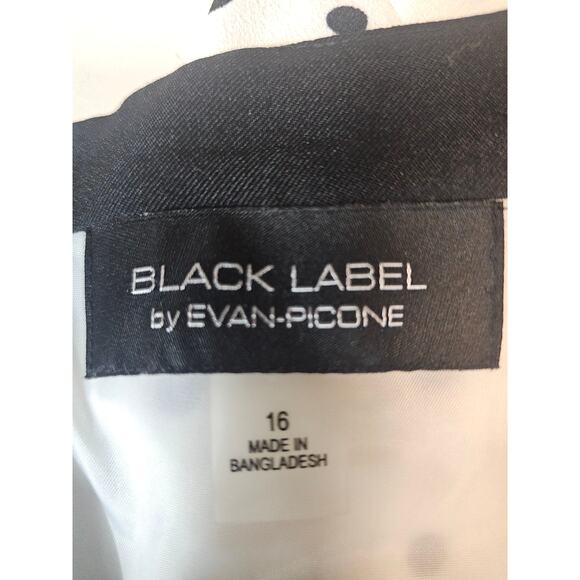 BLACK LABEL
by EVAN-PICONE
16
MADE IN
BANGLADESH